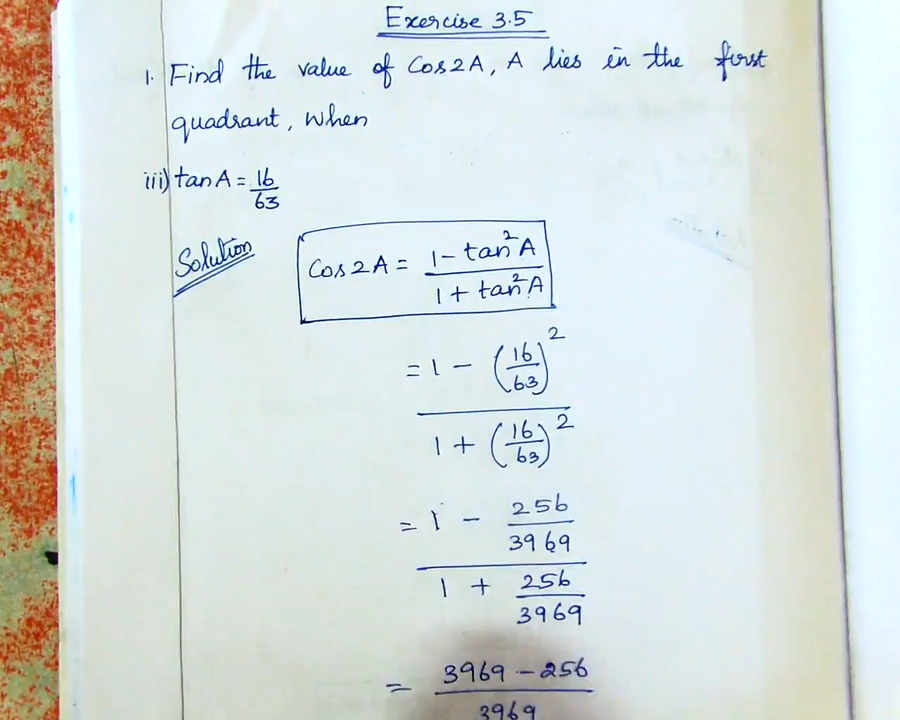 Exercise 3.5
1. Find the value of Cos2A, A lies in the first
quadrant, when
iii) tan A = 16/63
Solution
Cos 2A = (1 - tan²A)/(1 + tan²A)
= (1 - (16/63)²)/(1 + (16/63)²)
= (1 - 256/3969)/(1 + 256/3969)
= (3969 - 256)/3969